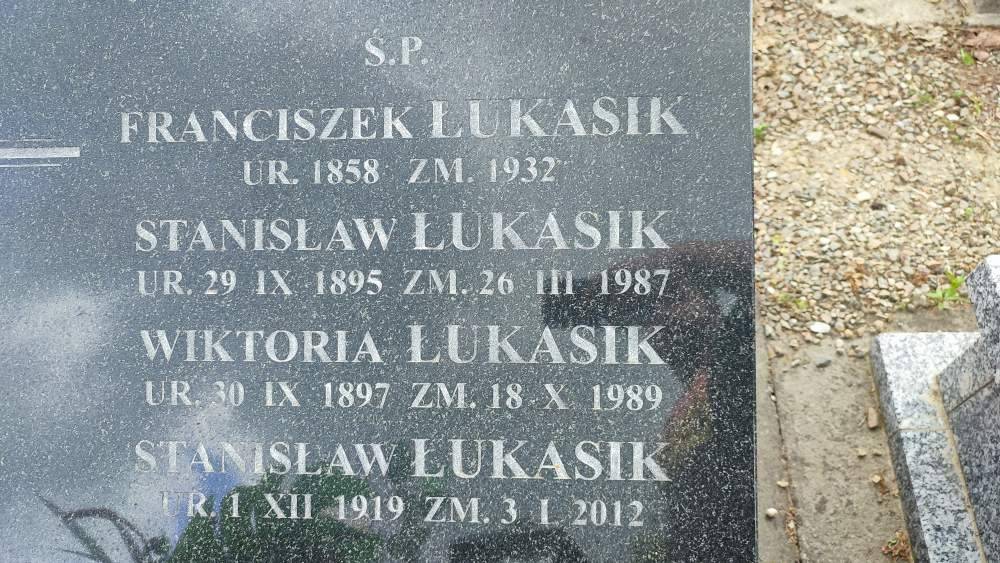 Ś.P.
FRANCISZEK ŁUKASIK
UR. 1858 ZM. 1932
STANISŁAW ŁUKASIK
UR. 29 IX 1895 ZM. 26 III 1987
WIKTORIA ŁUKASIK
UR. 30 IX 1897 ZM. 18 X 1989
STANISŁAW ŁUKASIK
UR. 1 XII 1919 ZM. 3 I 2012